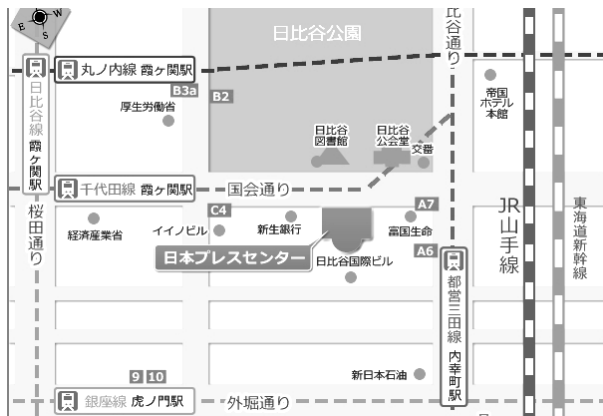 W
E
S
日比谷公園
比谷通り
丸ノ内線 霞ヶ関駅
B3a
B2
厚生労働省
帝国
ホテル
本館
日比谷
図書館
日比谷
公会堂
交番
日比谷線 霞ヶ関駅
千代田線 霞ヶ関駅
国会通り
桜田通り
経済産業省
C4
イイノビル
新生銀行
A7
富国生命
A6
日本プレスセンター
日比谷国際ビル
JR山手線
東海道新幹線
都営三田線 内幸町駅
9 10
新日本石油
銀座線 虎ノ門駅
外堀通り